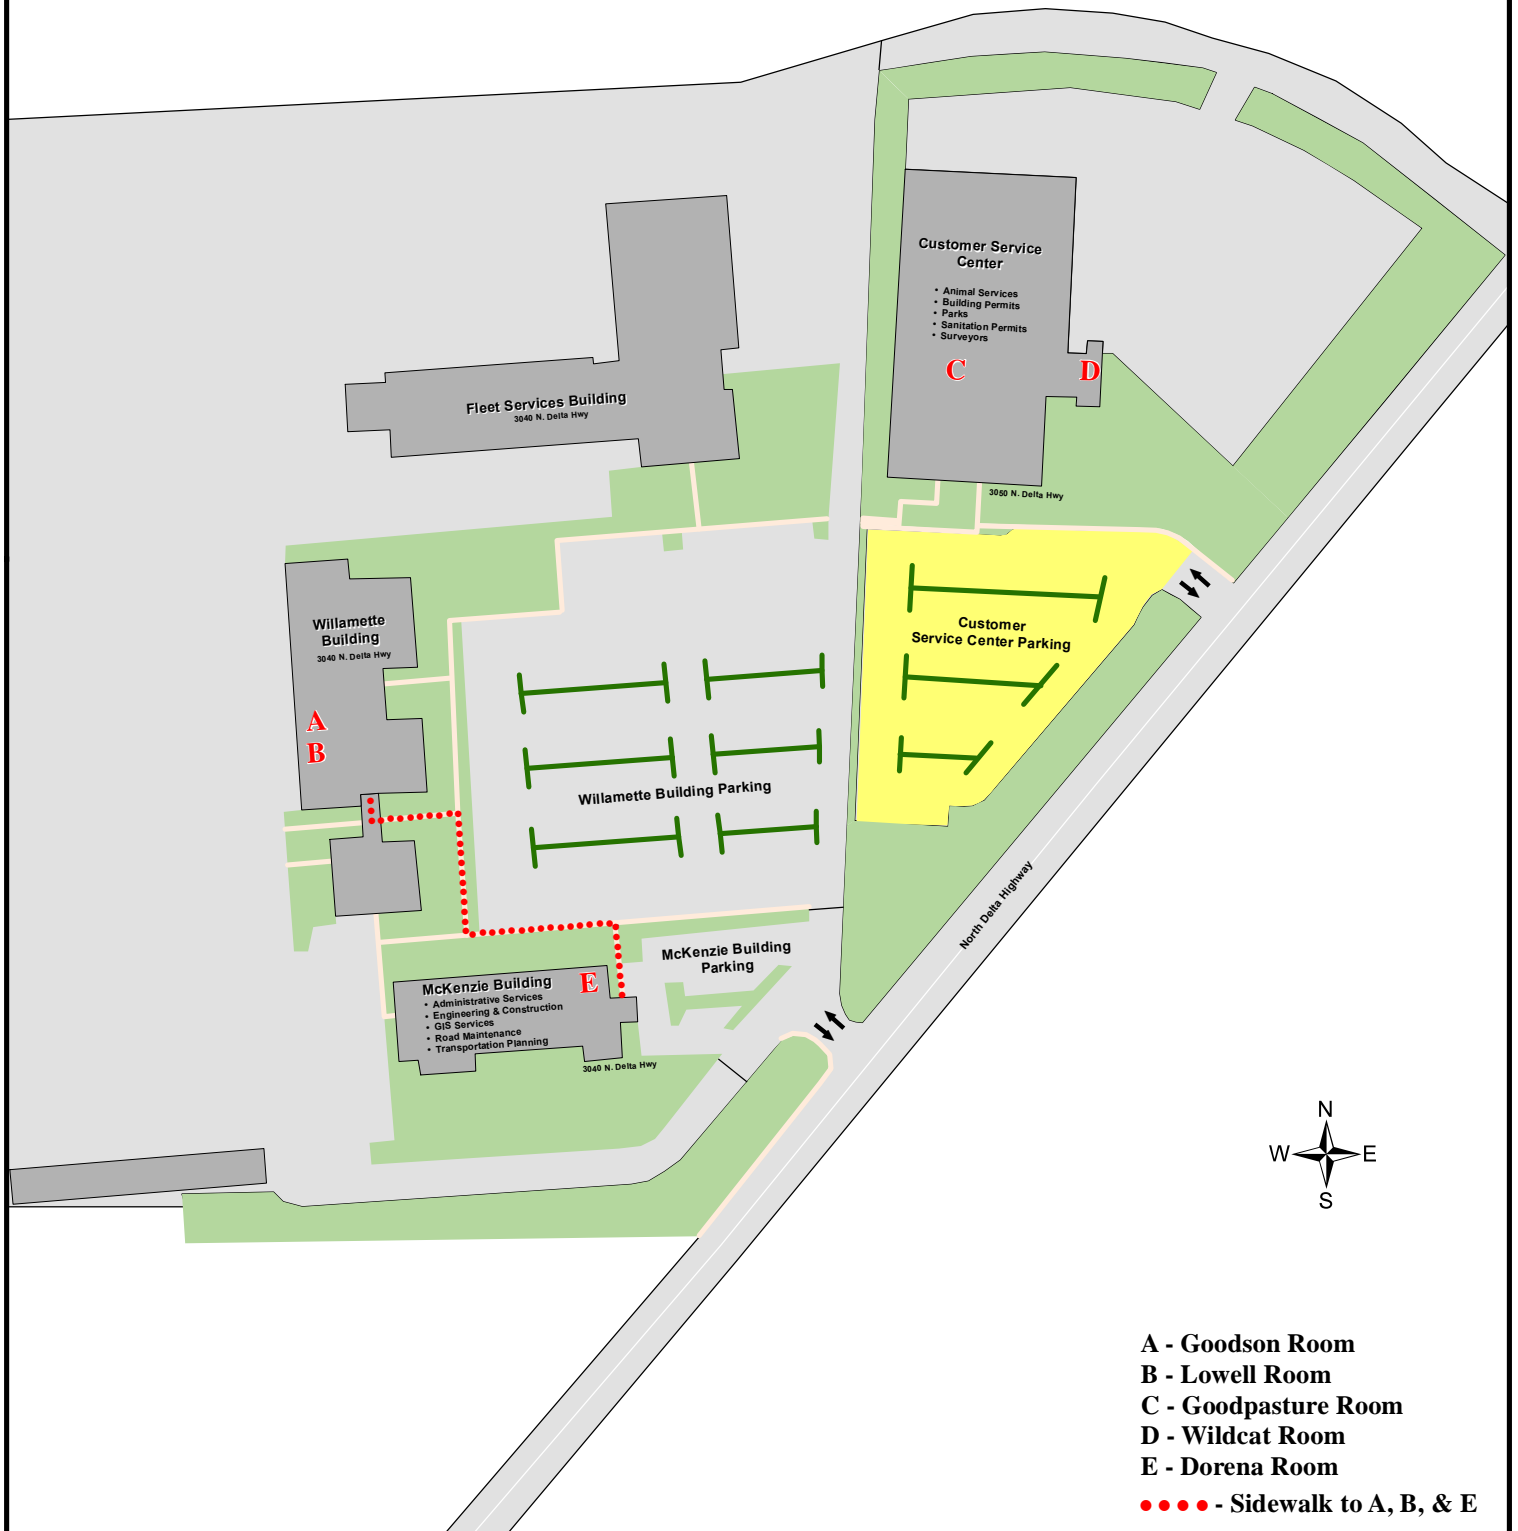 Customer Service
Center
• Animal Services
• Building Permits
• Parks
• Sanitation Permits
• Surveyors
C
D
3050 N. Delta Hwy
Fleet Services Building
3040 N. Delta Hwy
Willamette
Building
3040 N. Delta Hwy
A
B
Customer
Service Center Parking
Willamette Building Parking
North Delta Highway
McKenzie Building
Parking
McKenzie Building
• Administrative Services
• Engineering & Construction
• GIS Services
• Road Maintenance
• Transportation Planning
E
3040 N. Delta Hwy
N
W E
S
A - Goodson Room
B - Lowell Room
C - Goodpasture Room
D - Wildcat Room
E - Dorena Room
- Sidewalk to A, B, & E